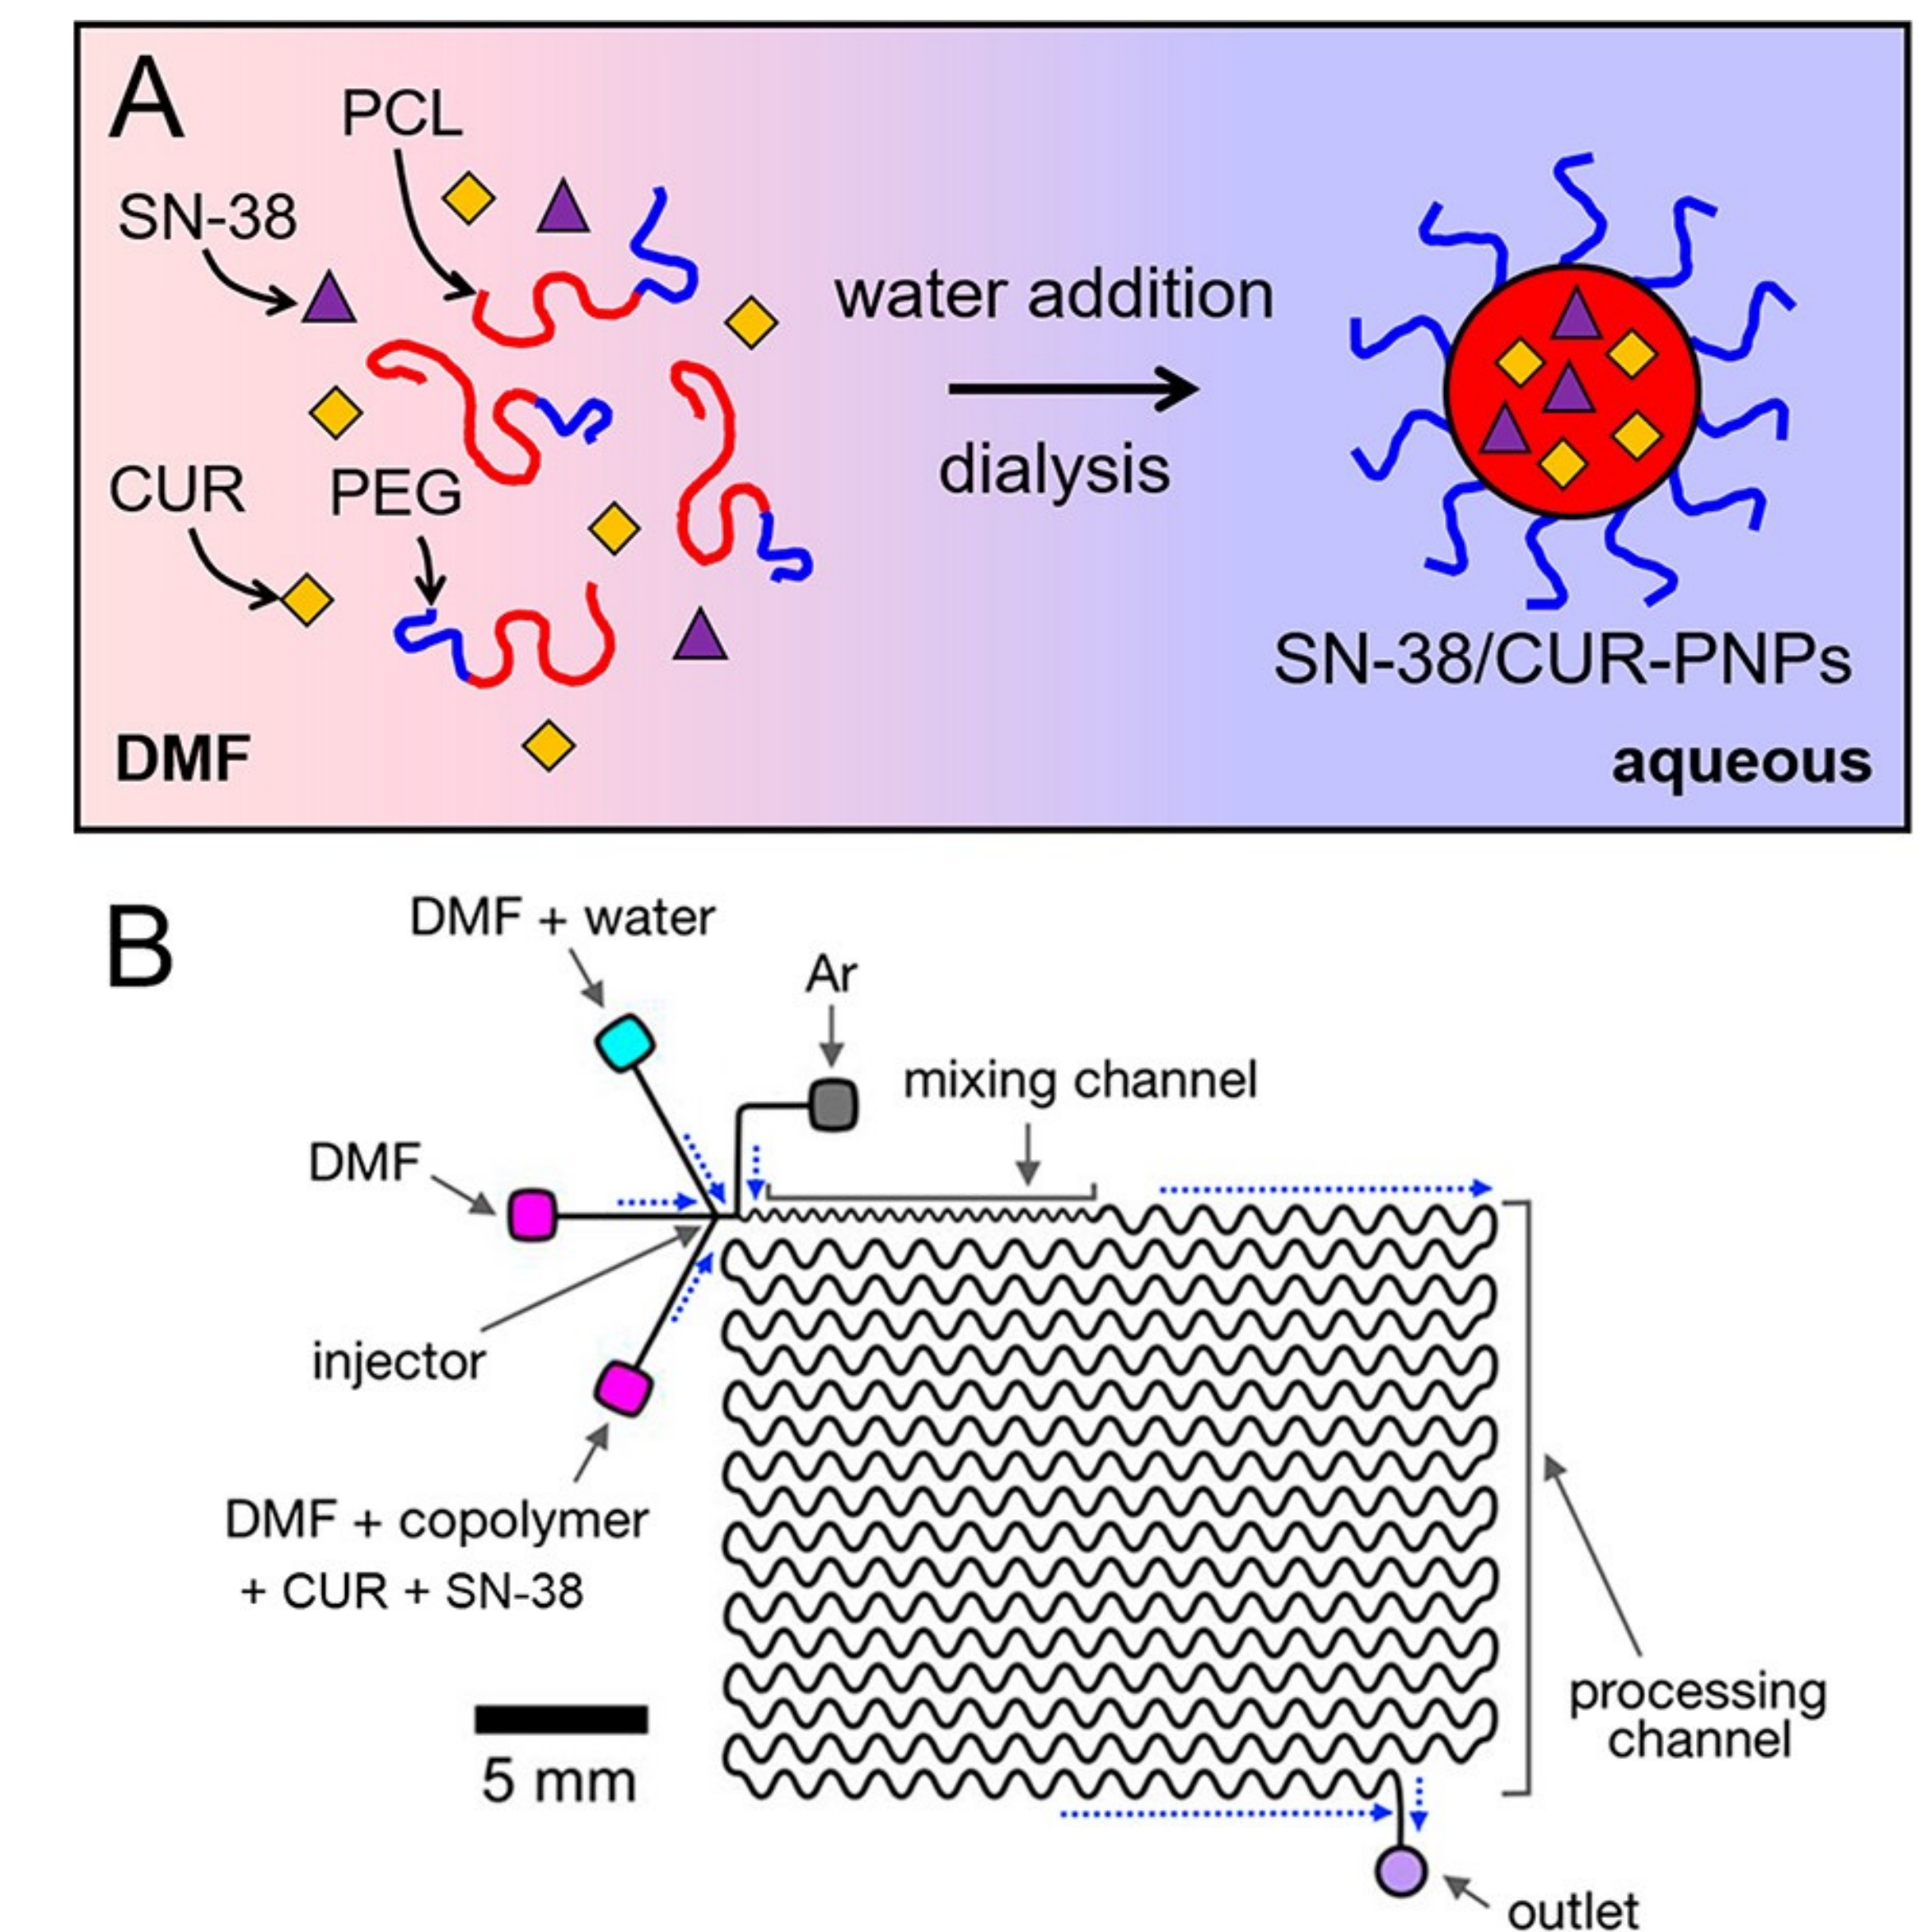 A
PCL
SN-38
water addition
dialysis
CUR
PEG
SN-38/CUR-PNPs
DMF
aqueous
B
DMF + water
Ar
mixing channel
DMF
injector
DMF + copolymer
+ CUR + SN-38
processing
channel
5 mm
outlet